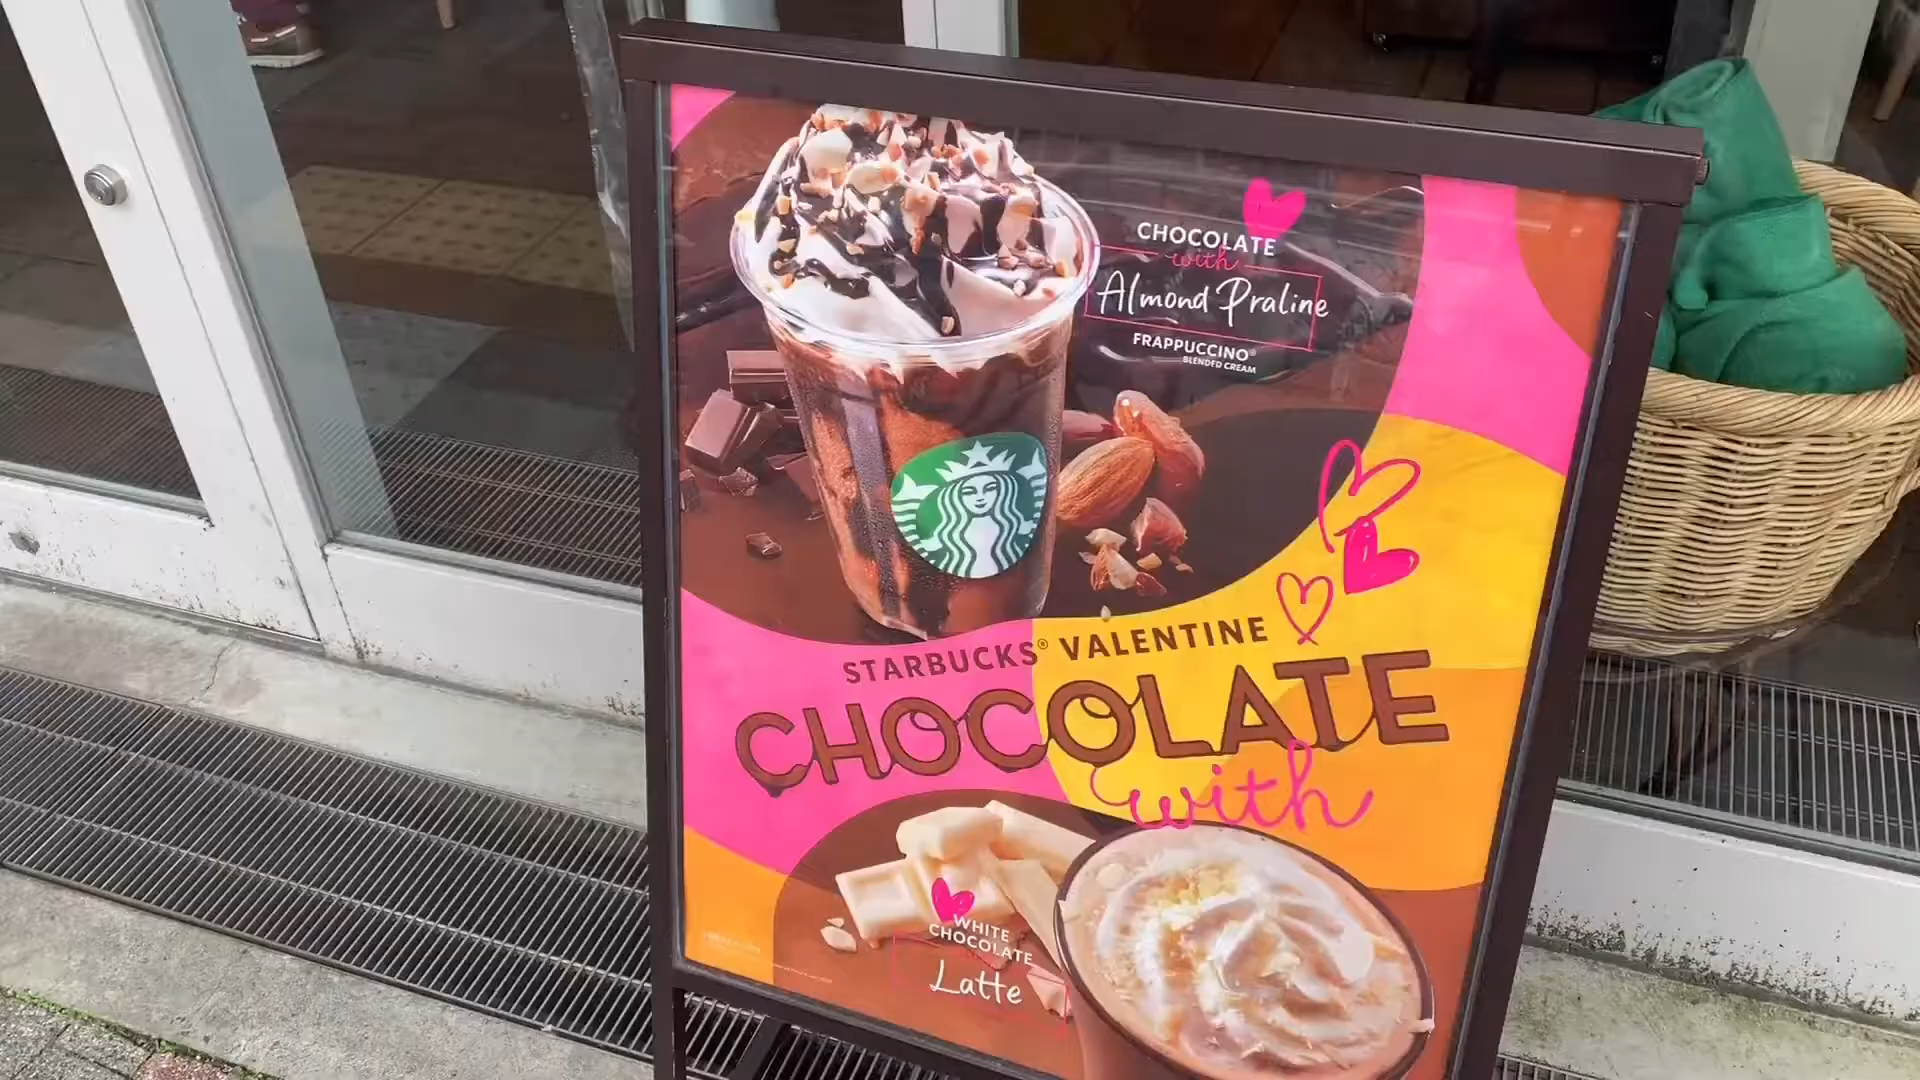 CHOCOLATE
with
Almond Praline
FRAPPUCCINO®
BLENDED CREAM
STARBUCKS® VALENTINE
CHOCOLATE
with
WHITE
CHOCOLATE
Latte